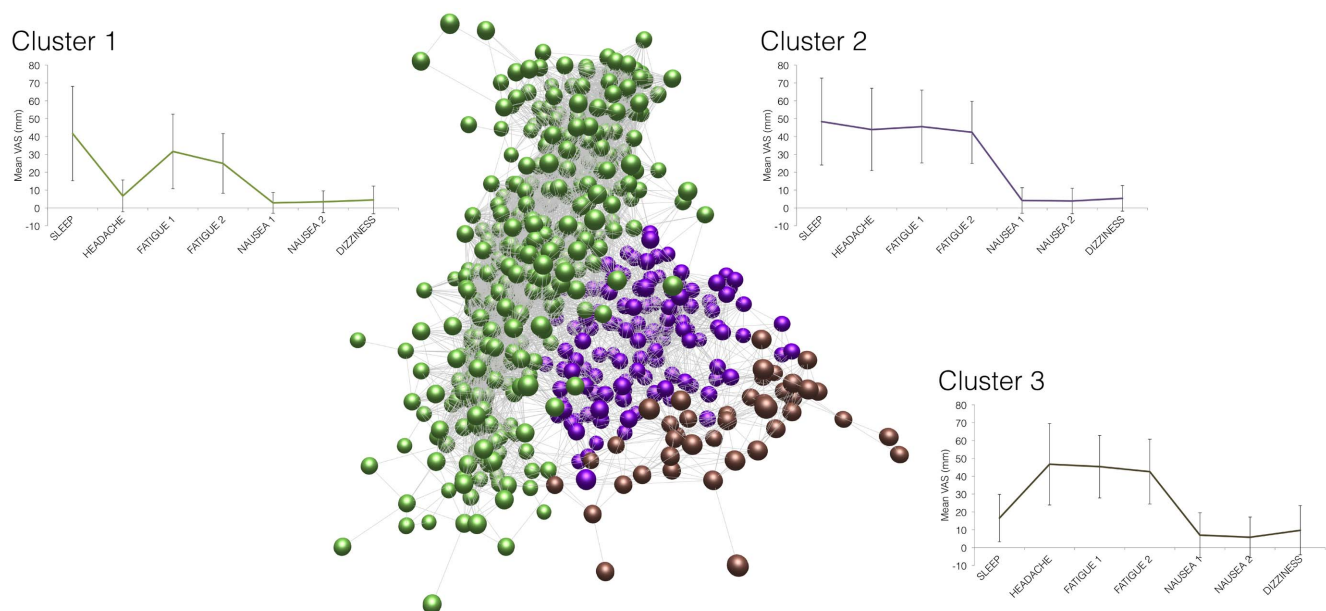 Cluster 1
Mean VAS (mm)
80
70
60
50
40
30
20
10
0
-10
SLEEP
HEADACHE
FATIGUE 1
FATIGUE 2
NAUSEA 1
NAUSEA 2
DIZZINESS
Cluster 2
Mean VAS (mm)
80
70
60
50
40
30
20
10
0
-10
SLEEP
HEADACHE
FATIGUE 1
FATIGUE 2
NAUSEA 1
NAUSEA 2
DIZZINESS
Cluster 3
Mean VAS (mm)
80
70
60
50
40
30
20
10
0
-10
SLEEP
HEADACHE
FATIGUE 1
FATIGUE 2
NAUSEA 1
NAUSEA 2
DIZZINESS